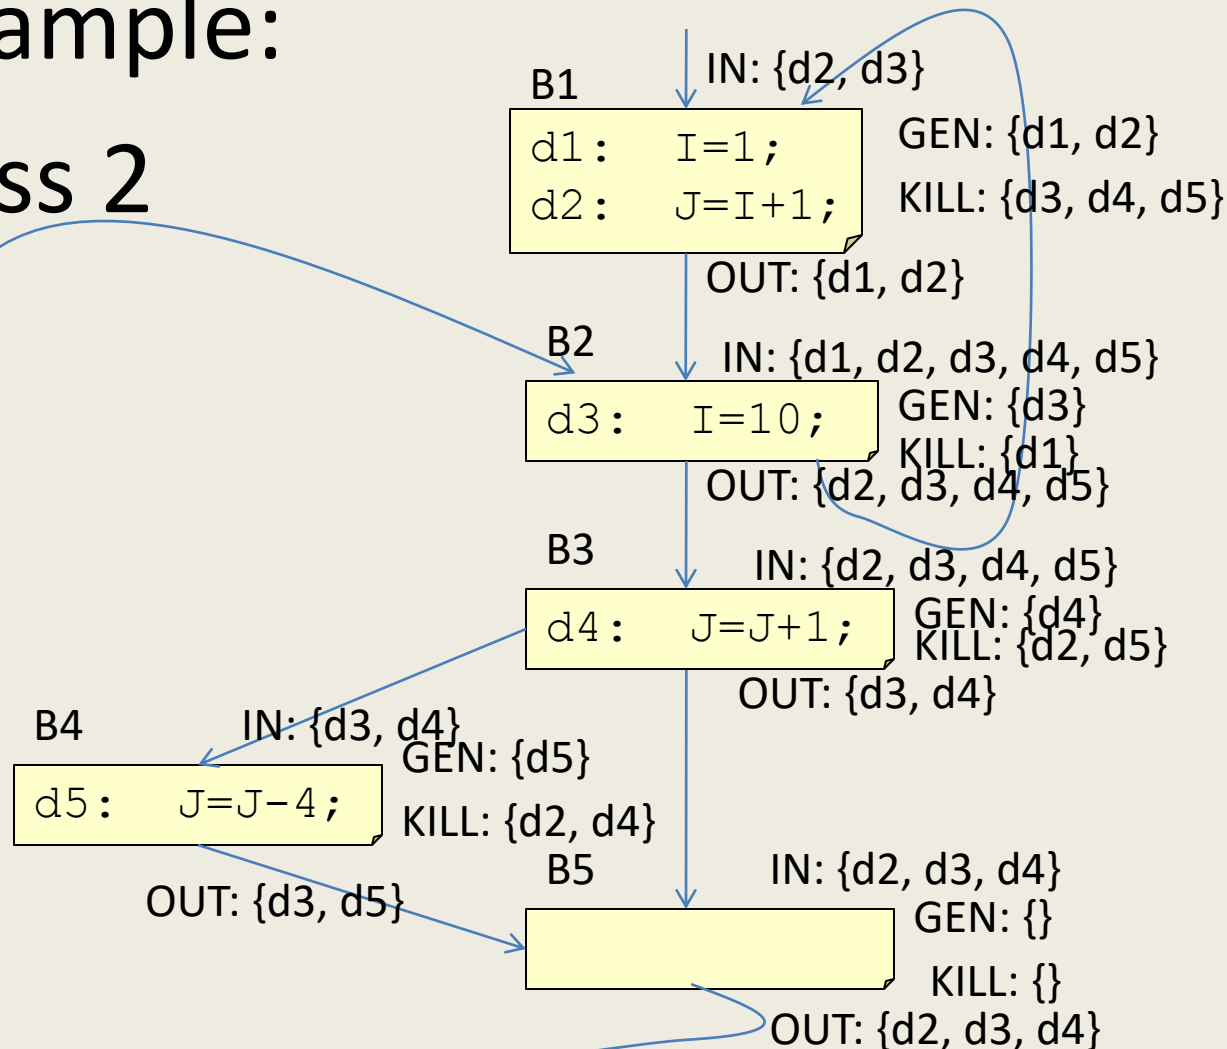 ample:
ss 2
B1
IN: {d2, d3}
d1: I=1;
d2: J=I+1;
GEN: {d1, d2}
KILL: {d3, d4, d5}
OUT: {d1, d2}
B2
IN: {d1, d2, d3, d4, d5}
d3: I=10;
GEN: {d3}
KILL: {d1}
OUT: {d2, d3, d4, d5}
B3
IN: {d2, d3, d4, d5}
d4: J=J+1;
GEN: {d4}
KILL: {d2, d5}
OUT: {d3, d4}
B4
IN: {d3, d4}
d5: J=J-4;
GEN: {d5}
KILL: {d2, d4}
OUT: {d3, d5}
B5
IN: {d2, d3, d4}
GEN: {}
KILL: {}
OUT: {d2, d3, d4}